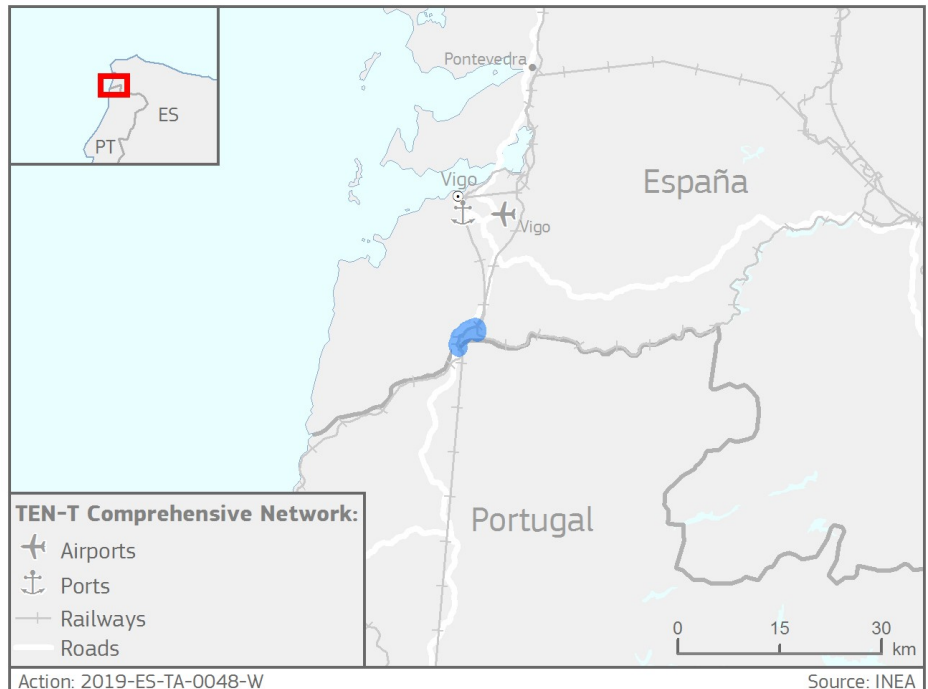 ES
PT
Pontevedra
España
Vigo
Vigo
Portugal
TEN-T Comprehensive Network:
Airports
Ports
Railways
Roads
0 15 30
km
Action: 2019-ES-TA-0048-W
Source: INEA